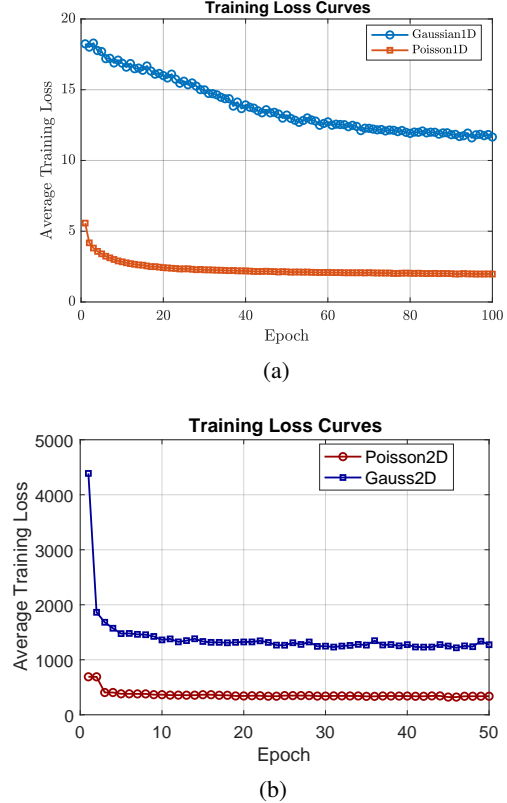 Training Loss Curves
20
15
10
5
0
0 20 40 60 80 100
Average Training Loss
Epoch
Gaussian1D
Poisson1D
(a)
Training Loss Curves
5000
4000
3000
2000
1000
0
0 10 20 30 40 50
Average Training Loss
Epoch
Poisson2D
Gauss2D
(b)